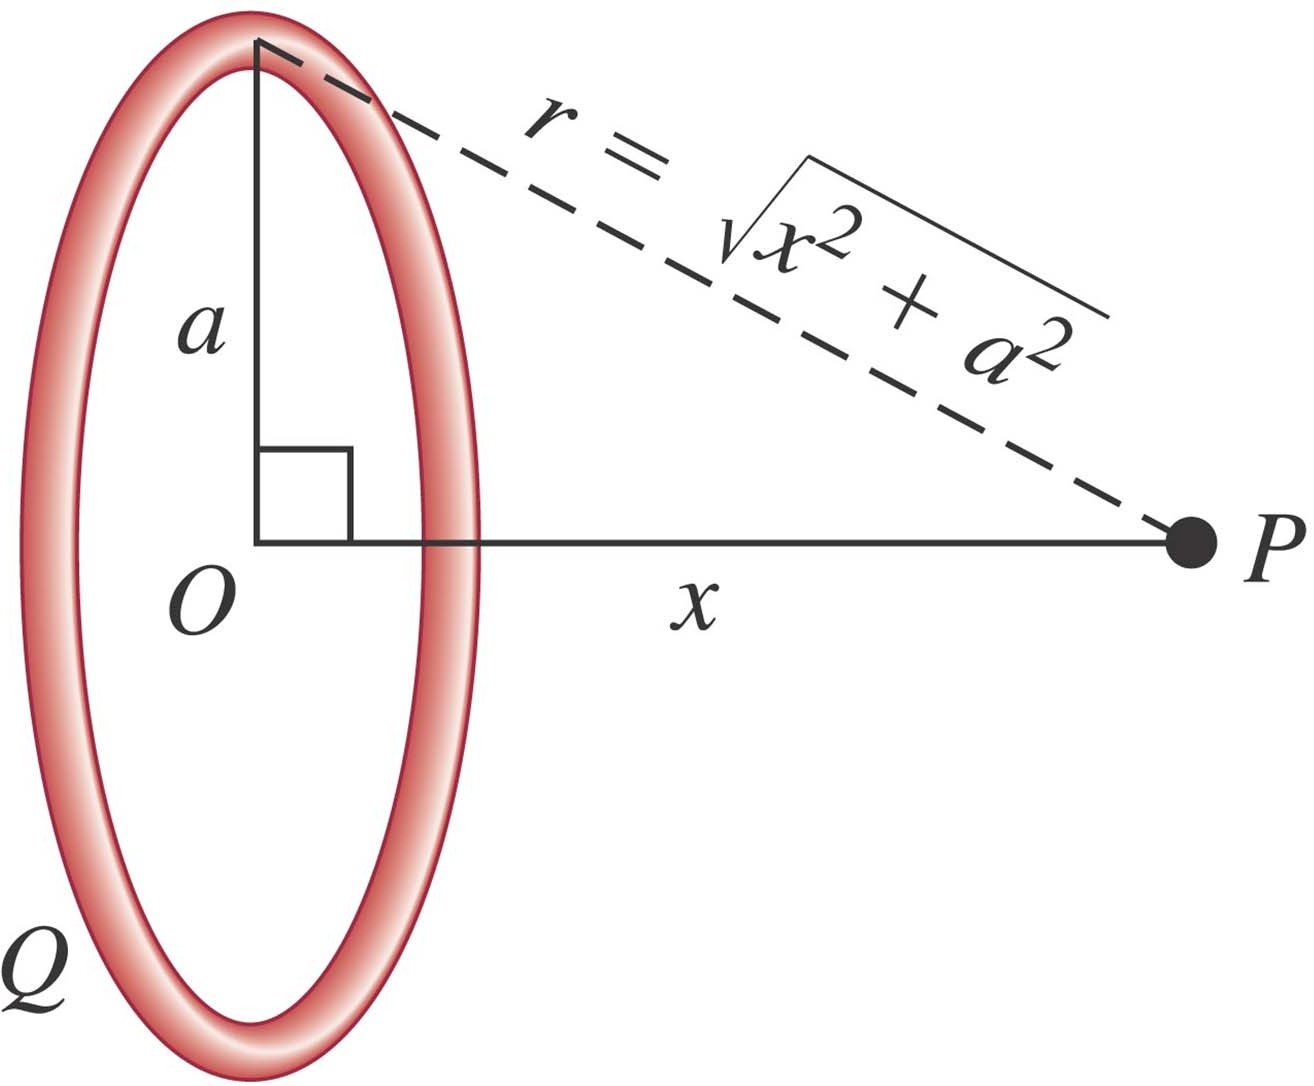 r = √x² + a²
a
O
x
P
Q